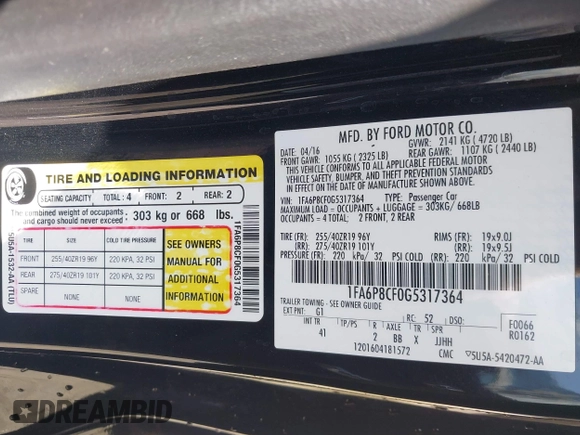 TIRE AND LOADING INFORMATION
SEATING CAPACITY TOTAL : 4 FRONT: 2 REAR: 2
The combined weight of occupants and cargo should never exceed: 303 kg or 668 lbs.
TIRE SIZE COLD TIRE PRESSURE
FRONT 255/40ZR19 96Y 220 KPA, 32 PSI
REAR 275/40ZR19 101Y 220 KPA, 32 PSI
SPARE NONE NONE
SEE OWNERS
MANUAL FOR
ADDITIONAL
INFORMATION
5U5A-1532-AA (TLU)
1FA6P8CF0G5317364
MFD. BY FORD MOTOR CO.
DATE: 04/16 GVWR: 2141 KG ( 4720 LB)
FRONT GAWR: 1055 KG ( 2325 LB) REAR GAWR: 1107 KG ( 2440 LB)
THIS VEHICLE CONFORMS TO ALL APPLICABLE FEDERAL MOTOR
VEHICLE SAFETY, BUMPER, AND THEFT PREVENTION STANDARDS
IN EFFECT ON THE DATE OF MANUFACTURE SHOWN ABOVE.
VIN: 1FA6P8CF0G5317364 TYPE: Passenger Car
MAXIMUM LOAD = OCCUPANTS + LUGGAGE = 303KG/ 668LB
OCCUPANTS = 4 TOTAL; 2 FRONT, 2 REAR
TIRE (FR): 255/40ZR19 96Y RIMS (FR): 19x9.0J
(RR): 275/40ZR19 101Y (RR): 19x9.5J
PRESSURE (FR): 220 kPa/ 32 PSI COLD (RR): 220 kPa/ 32 PSI COLD
1FA6P8CF0G5317364
TRAILER TOWING - SEE OWNER GUIDE
EXT PNT: G1 RC: 52 DSO: F0066
INT TR TP/PS R AXLE TR SPR R0162
41 2 BB X JJHH
1201604181572 CMC 5U5A-5420472-AA
DREAMBID